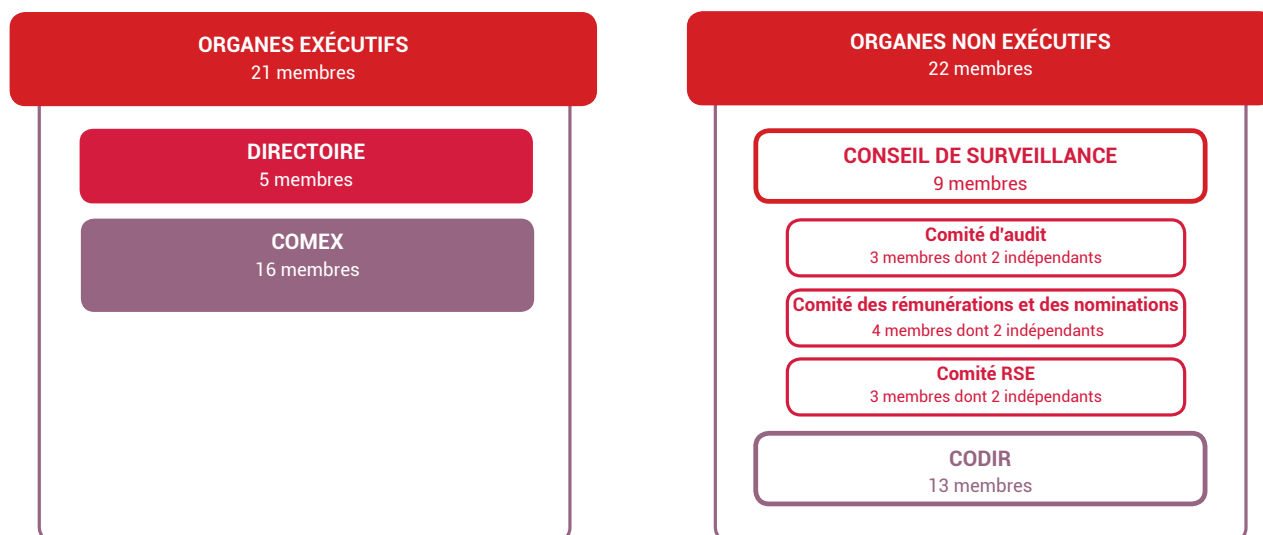 ORGANES EXÉCUTIFS
21 membres
DIRECTOIRE
5 membres
COMEX
16 membres
ORGANES NON EXÉCUTIFS
22 membres
CONSEIL DE SURVEILLANCE
9 membres
Comité d'audit
3 membres dont 2 indépendants
Comité des rémunérations et des nominations
4 membres dont 2 indépendants
Comité RSE
3 membres dont 2 indépendants
CODIR
13 membres